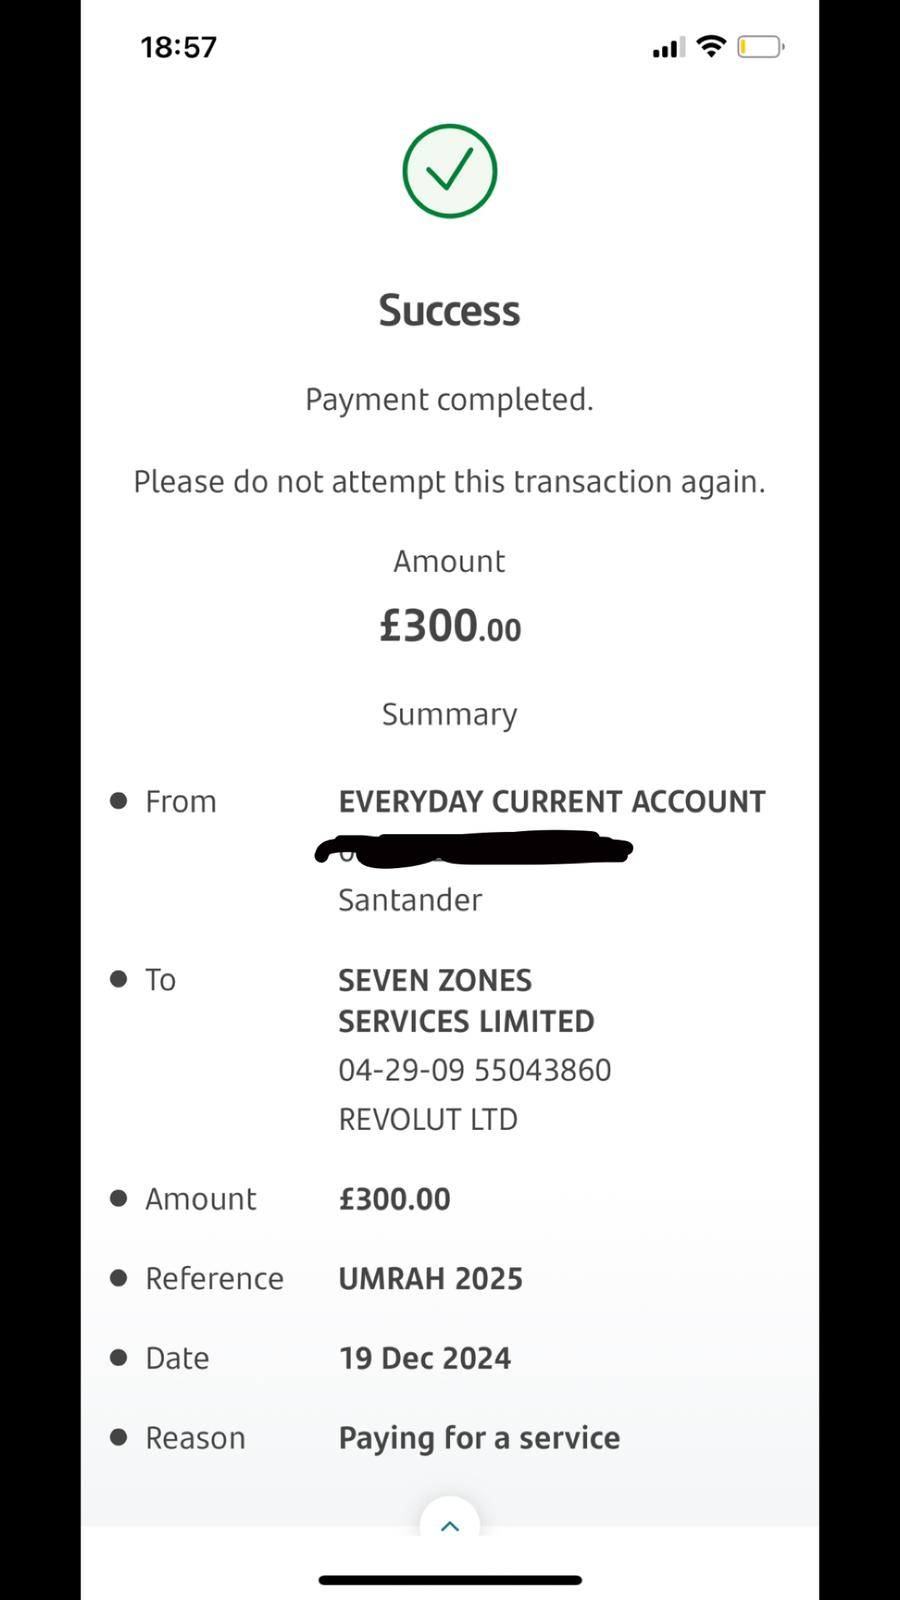 18:57
Success
Payment completed.
Please do not attempt this transaction again.
Amount
£300.00
Summary
From EVERYDAY CURRENT ACCOUNT
Santander
To SEVEN ZONES
SERVICES LIMITED
04-29-09 55043860
REVOLUT LTD
Amount £300.00
Reference UMRAH 2025
Date 19 Dec 2024
Reason Paying for a service